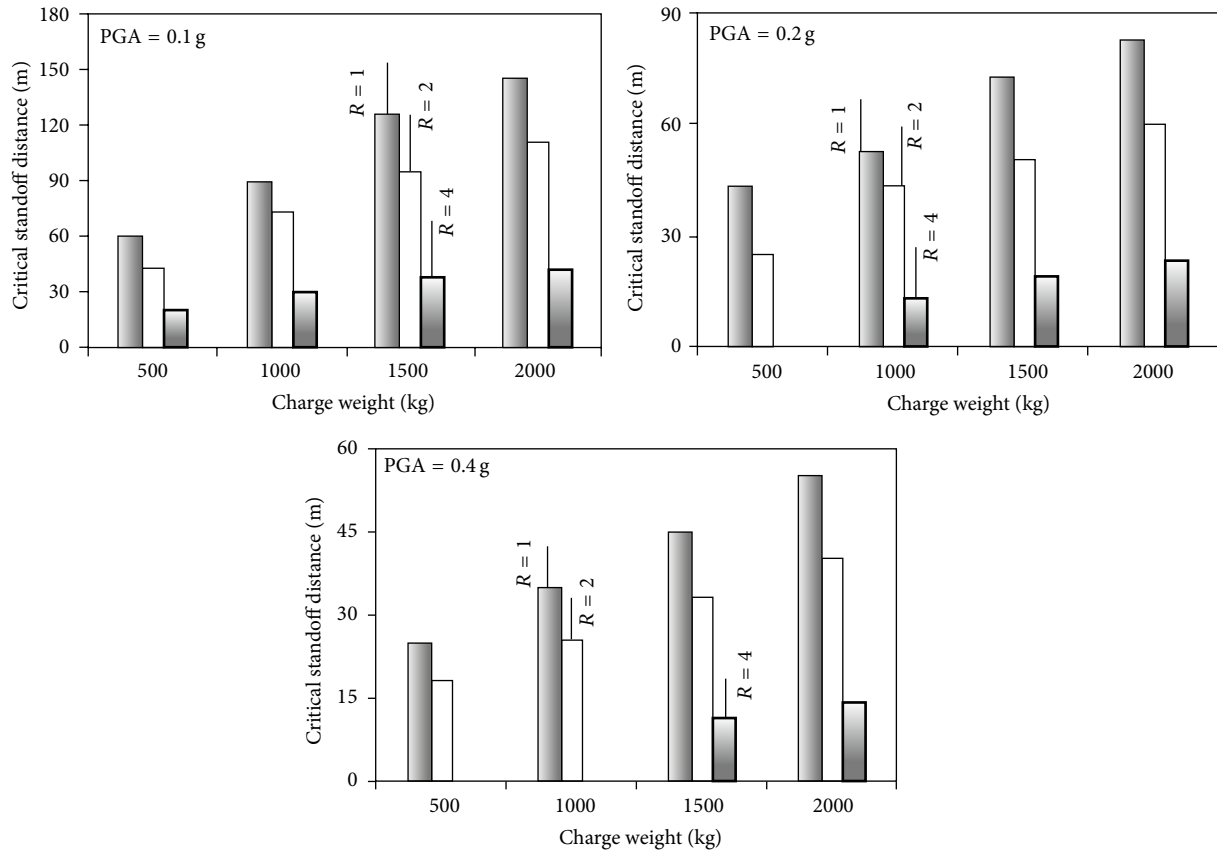 PGA = 0.1 g
Critical standoff distance (m)
180
150
120
90
60
30
0
R = 1
R = 2
R = 4
500 1000 1500 2000
Charge weight (kg)
PGA = 0.2 g
Critical standoff distance (m)
90
60
30
0
R = 1
R = 2
R = 4
500 1000 1500 2000
Charge weight (kg)
PGA = 0.4 g
Critical standoff distance (m)
60
45
30
15
0
R = 1
R = 2
R = 4
500 1000 1500 2000
Charge weight (kg)